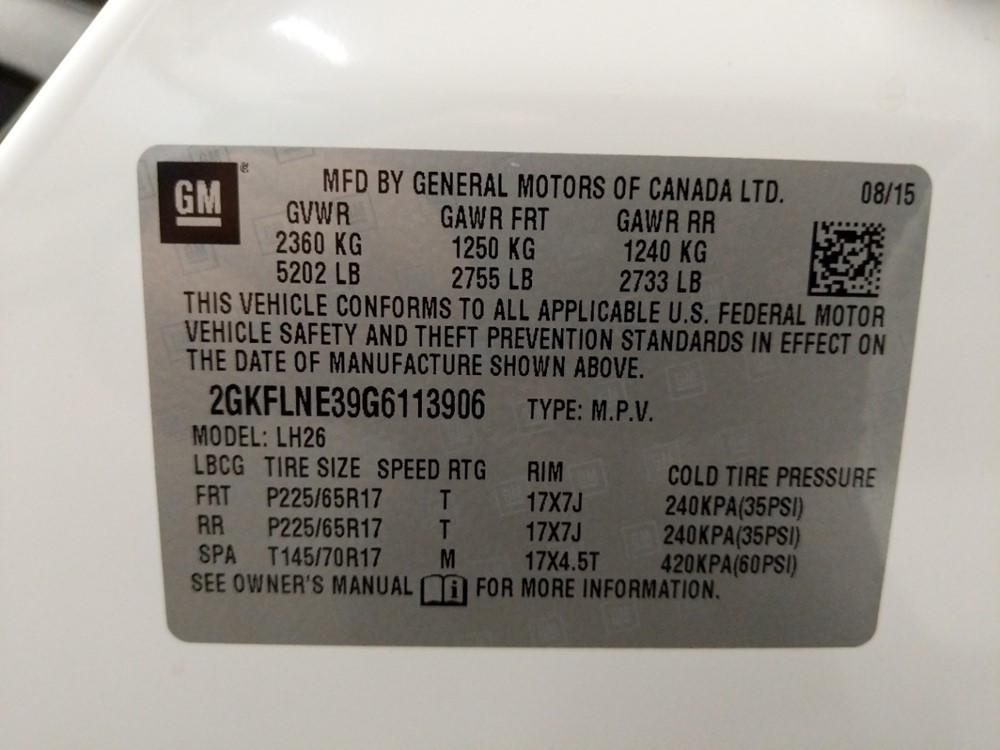 GM ® MFD BY GENERAL MOTORS OF CANADA LTD. 08/15
GVWR GAWR FRT GAWR RR
2360 KG 1250 KG 1240 KG
5202 LB 2755 LB 2733 LB
THIS VEHICLE CONFORMS TO ALL APPLICABLE U.S. FEDERAL MOTOR
VEHICLE SAFETY AND THEFT PREVENTION STANDARDS IN EFFECT ON
THE DATE OF MANUFACTURE SHOWN ABOVE.
2GKFLNE39G6113906 TYPE: M.P.V.
MODEL: LH26
LBCG TIRE SIZE SPEED RTG RIM COLD TIRE PRESSURE
FRT P225/65R17 T 17X7J 240KPA(35PSI)
RR P225/65R17 T 17X7J 240KPA(35PSI)
SPA T145/70R17 M 17X4.5T 420KPA(60PSI)
SEE OWNER'S MANUAL i FOR MORE INFORMATION.